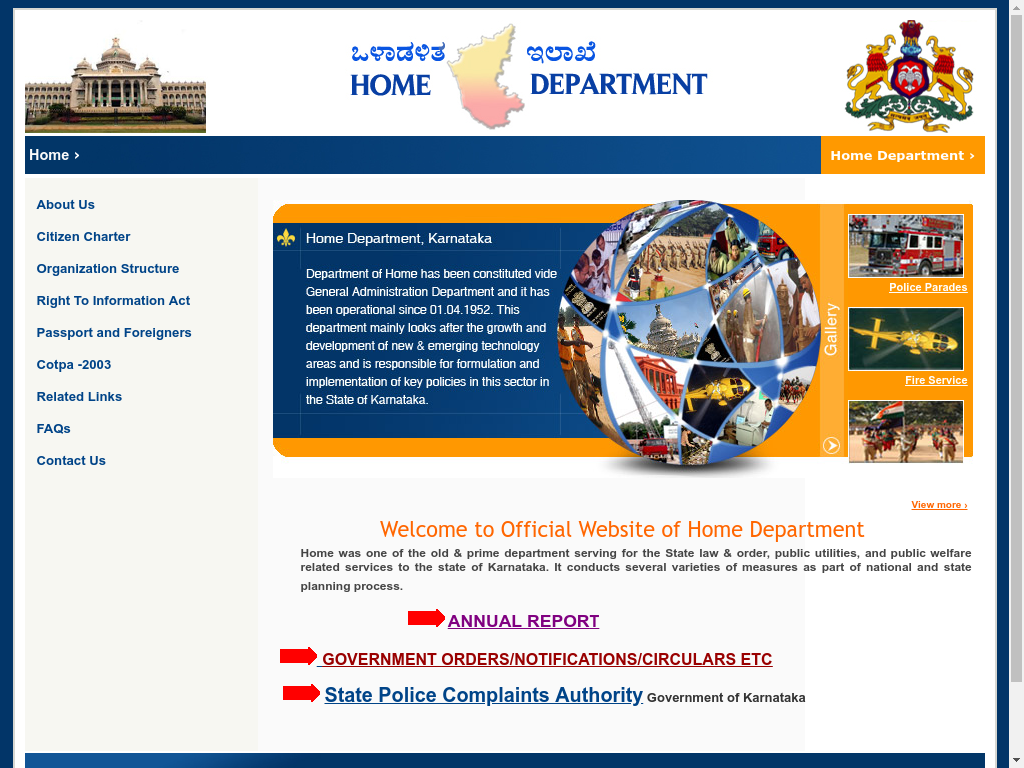 ಒಳಾಡಳಿತ ಇಲಾಖೆ
HOME DEPARTMENT
Home ›
Home Department ›
About Us
Citizen Charter
Organization Structure
Right To Information Act
Passport and Foreigners
Cotpa -2003
Related Links
FAQs
Contact Us
Home Department, Karnataka
Department of Home has been constituted vide
General Administration Department and it has
been operational since 01.04.1952. This
department mainly looks after the growth and
development of new & emerging technology
areas and is responsible for formulation and
implementation of key policies in this sector in
the State of Karnataka.
Gallery
Police Parades
Fire Service
View more ›
Welcome to Official Website of Home Department
Home was one of the old & prime department serving for the State law & order, public utilities, and public welfare
related services to the state of Karnataka. It conducts several varieties of measures as part of national and state
planning process.
ANNUAL REPORT
GOVERNMENT ORDERS/NOTIFICATIONS/CIRCULARS ETC
State Police Complaints Authority Government of Karnataka